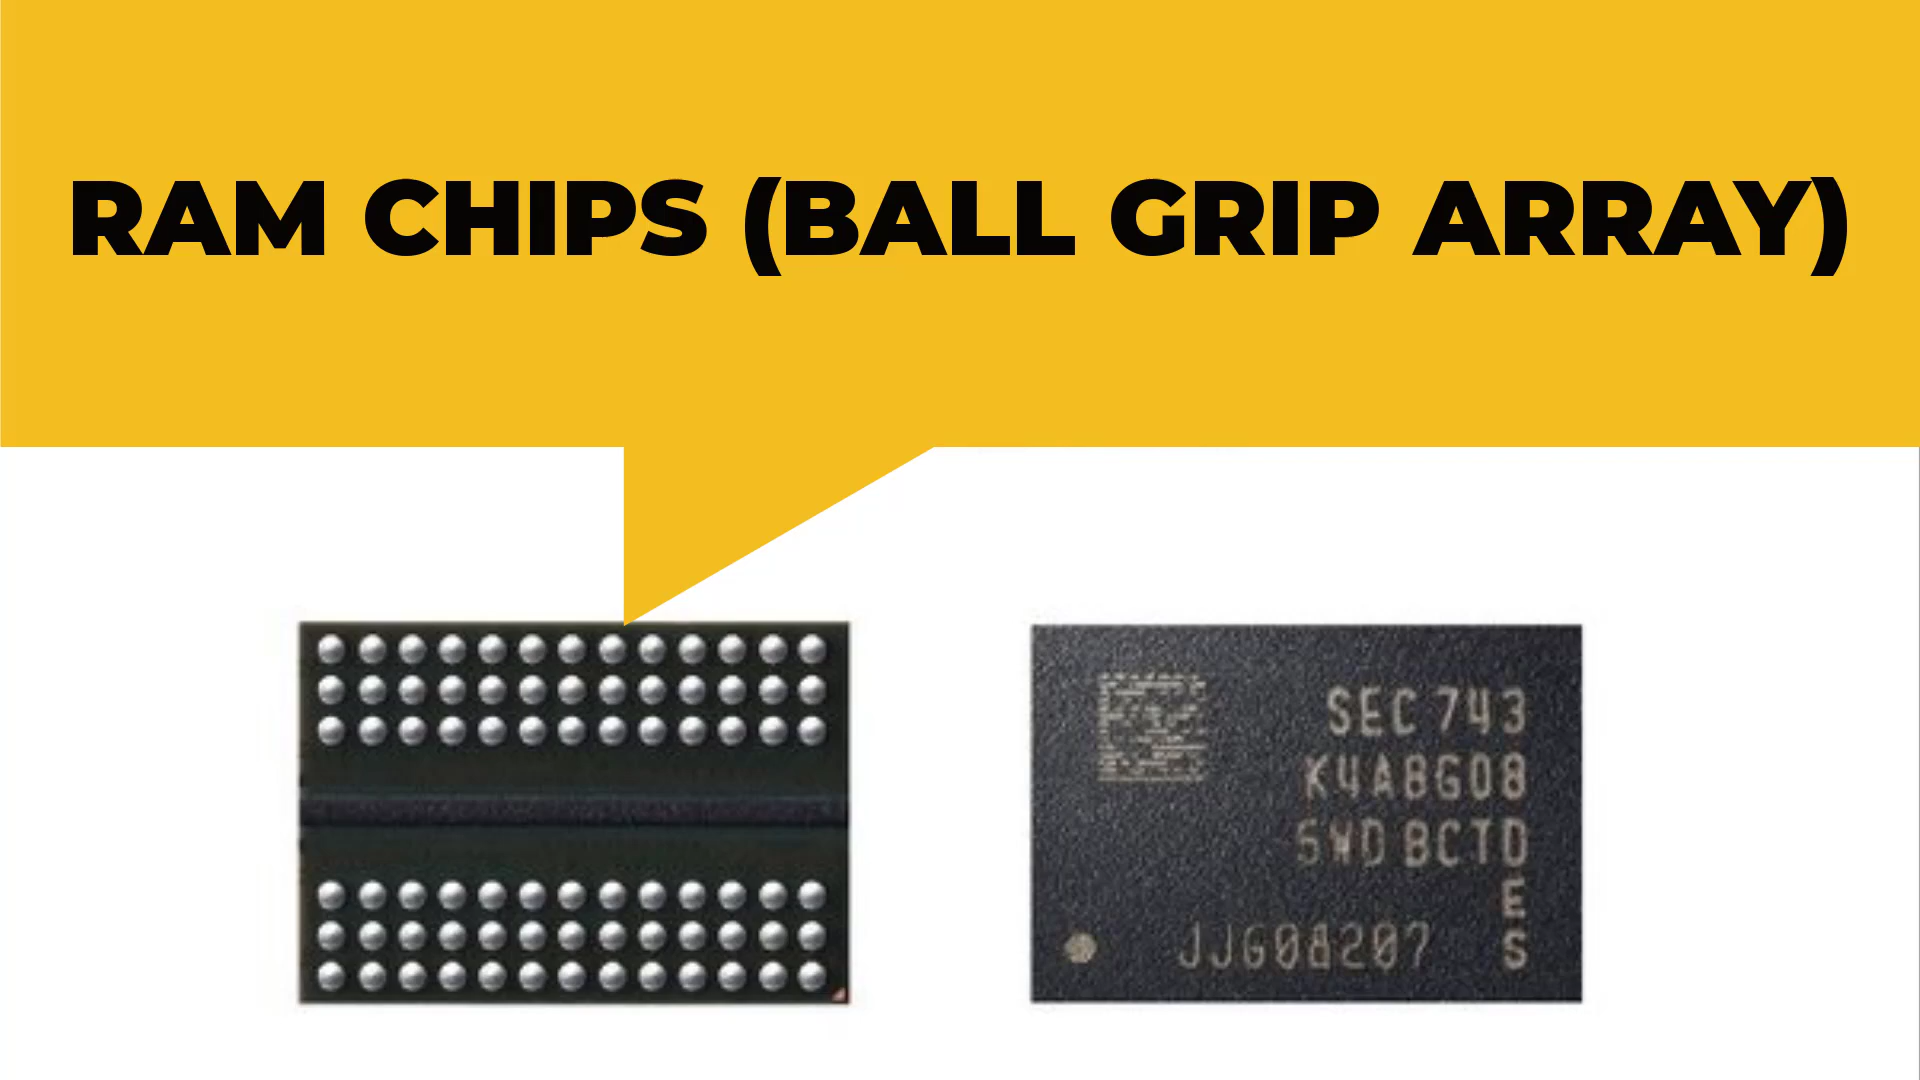 RAM CHIPS (BALL GRIP ARRAY)
SEC 743
K4A8G08
5WD BCTD
E
JJG08207
S